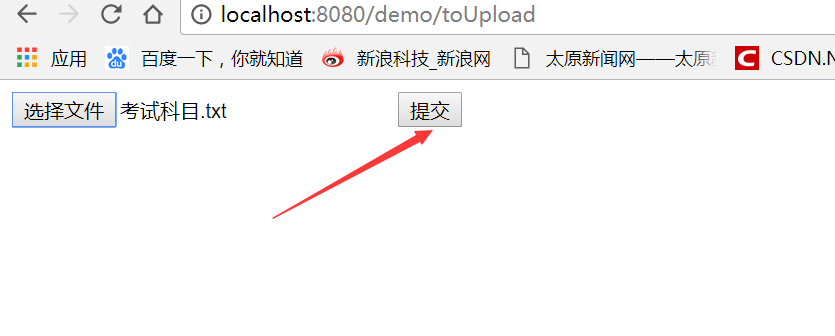 localhost:8080/demo/toUpload
应用 百度一下，你就知道 新浪科技_新浪网 太原新闻网——太原 CSDN.N
选择文件 考试科目.txt 提交